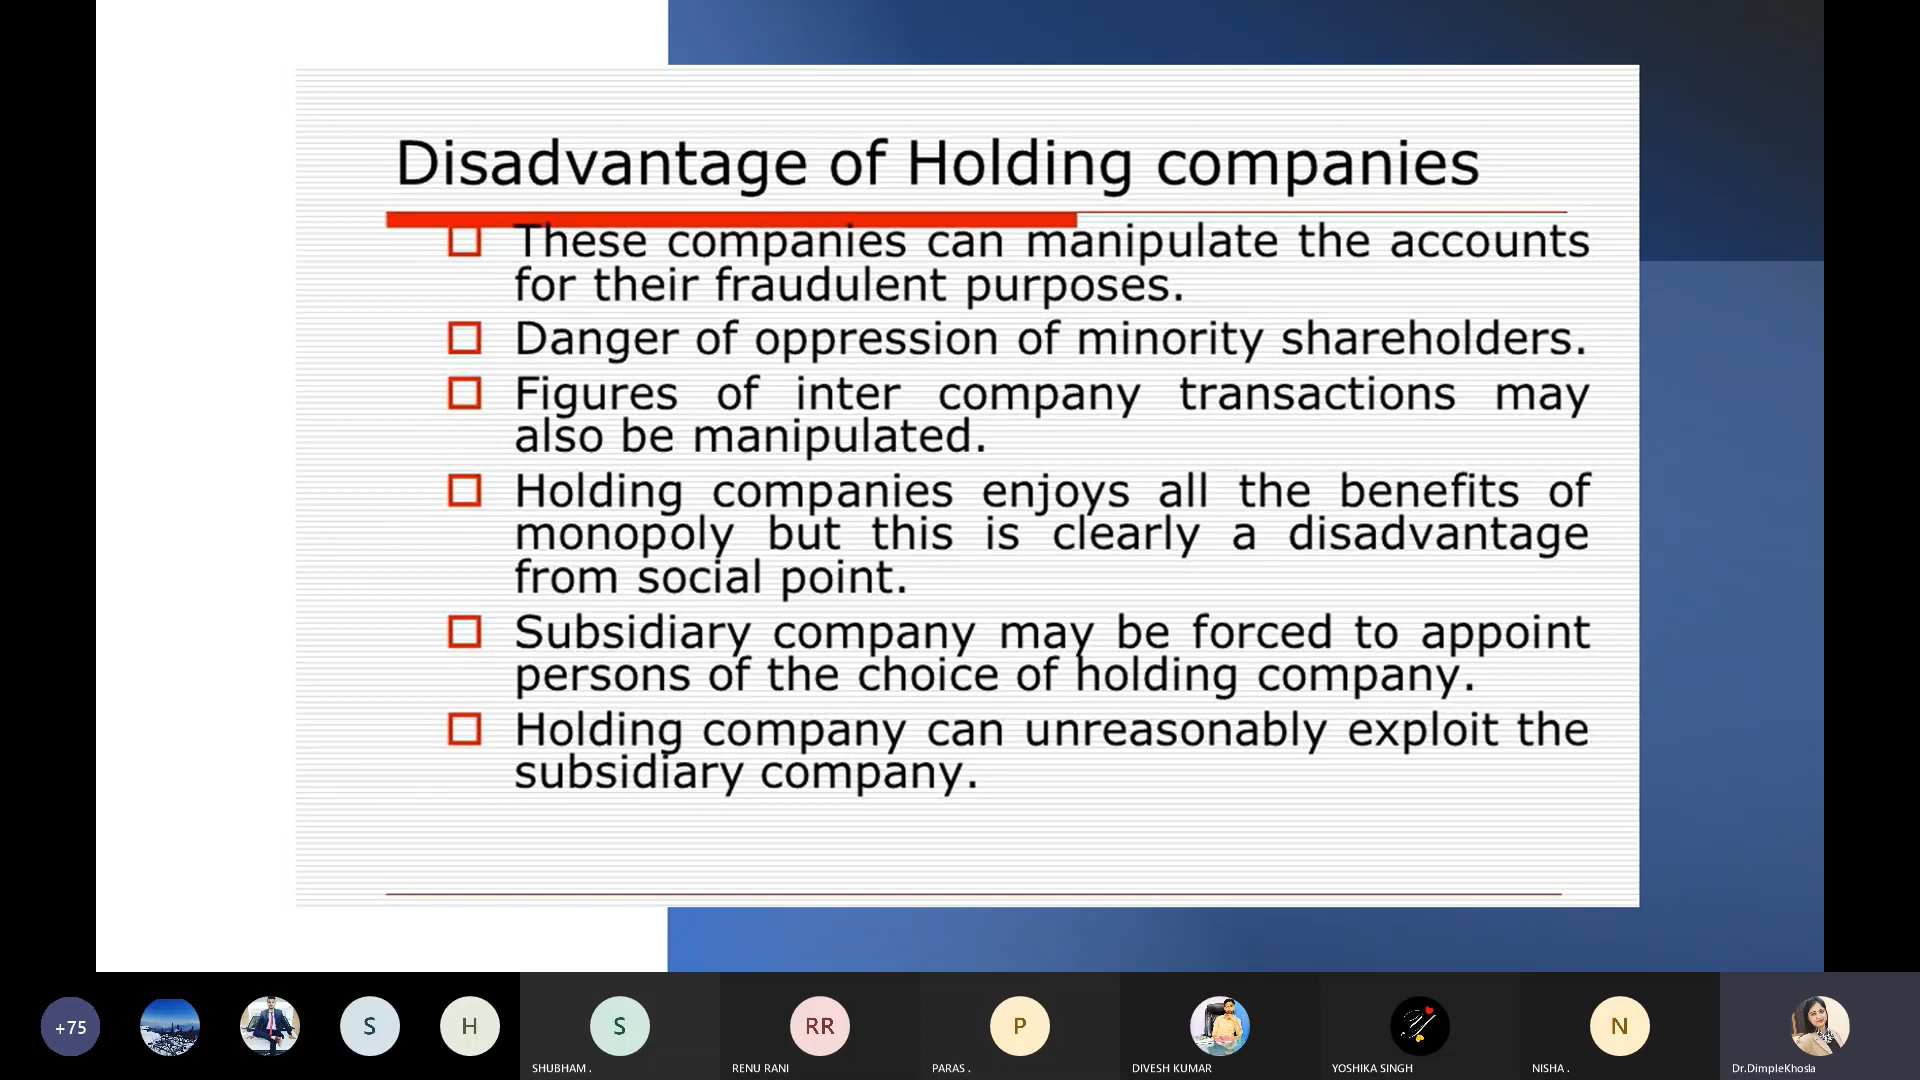 Disadvantage of Holding companies
These companies can manipulate the accounts
for their fraudulent purposes.
Danger of oppression of minority shareholders.
Figures of inter company transactions may
also be manipulated.
Holding companies enjoys all the benefits of
monopoly but this is clearly a disadvantage
from social point.
Subsidiary company may be forced to appoint
persons of the choice of holding company.
Holding company can unreasonably exploit the
subsidiary company.
+75
S
H
S
RR
P
Y
N
SHUBHAM .
RENU RANI
PARAS .
DIVESH KUMAR
YOSHIKA SINGH
NISHA .
Dr.DimpleKhosla